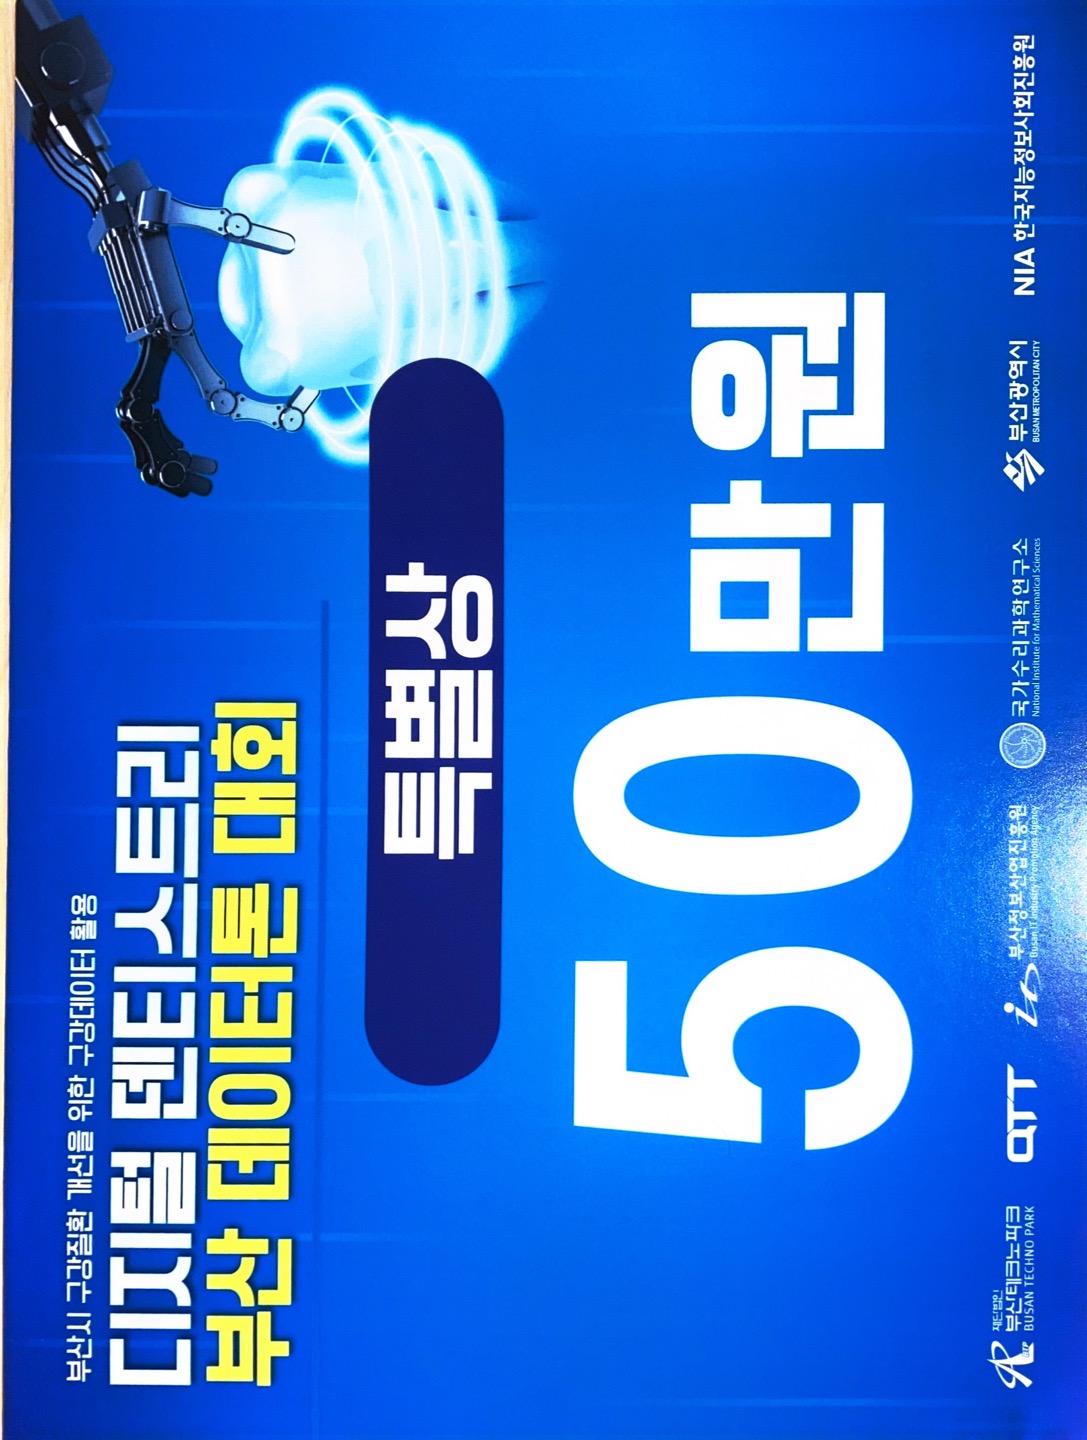 부산시 구강질환 개선을 위한 구강데이터 활용
디지털 덴티스트리
부산 데이터톤 대회
특별상
50만원
재단법인
부산테크노파크
BUSAN TECHNO PARK
BTP
QTT
부산정보산업진흥원
Busan IT Industry Promotion Agency
국가수리과학연구소
National Institute for Mathematical Sciences
부산광역시
BUSAN METROPOLITAN CITY
NIA 한국지능정보사회진흥원